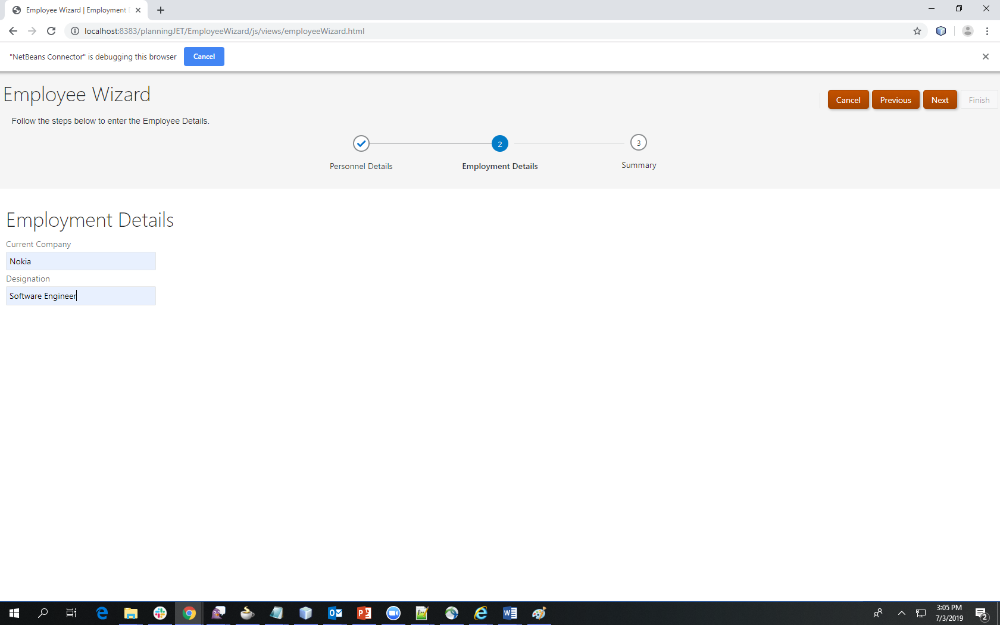 Employee Wizard | Employment
localhost:8383/planningJET/EmployeeWizard/js/views/employeeWizard.html
"NetBeans Connector" is debugging this browser
Cancel
Employee Wizard
Cancel
Previous
Next
Finish
Follow the steps below to enter the Employee Details.
2
3
Personnel Details
Employment Details
Summary
Employment Details
Current Company
Nokia
Designation
Software Engineer
3:05 PM
7/3/2019
2